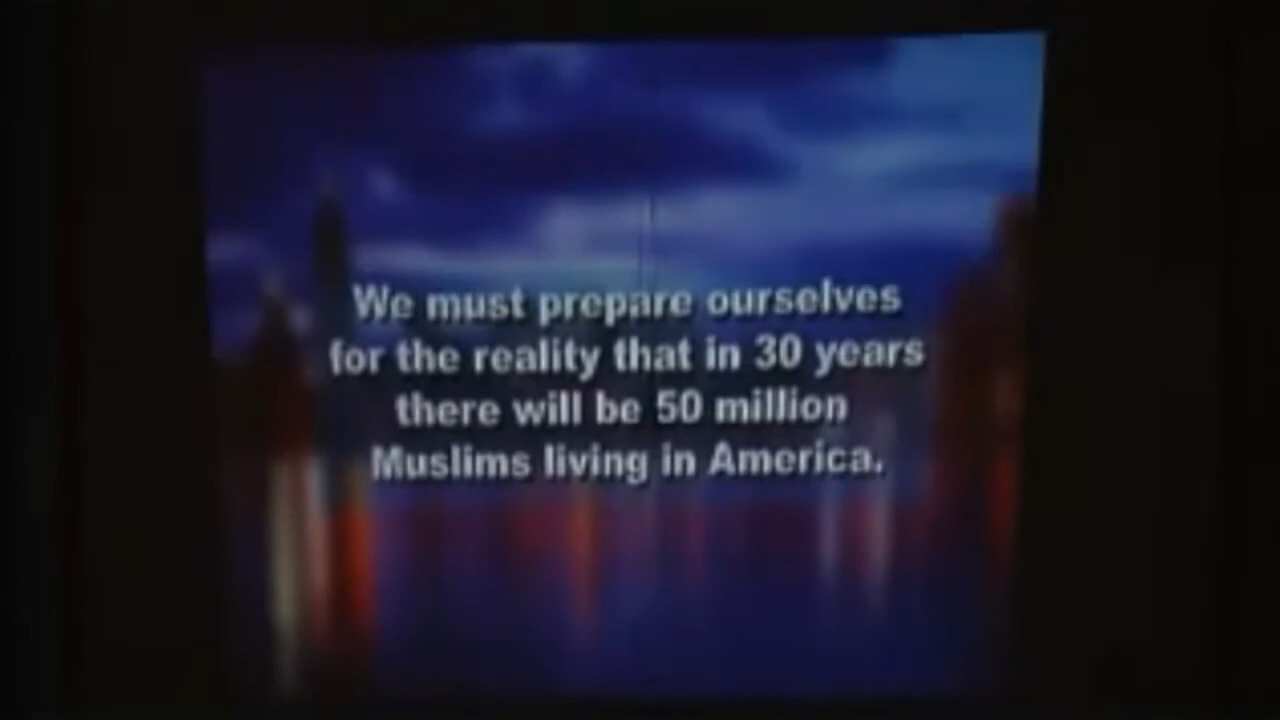 We must prepare ourselves
for the reality that in 30 years
there will be 50 million
Muslims living in America.